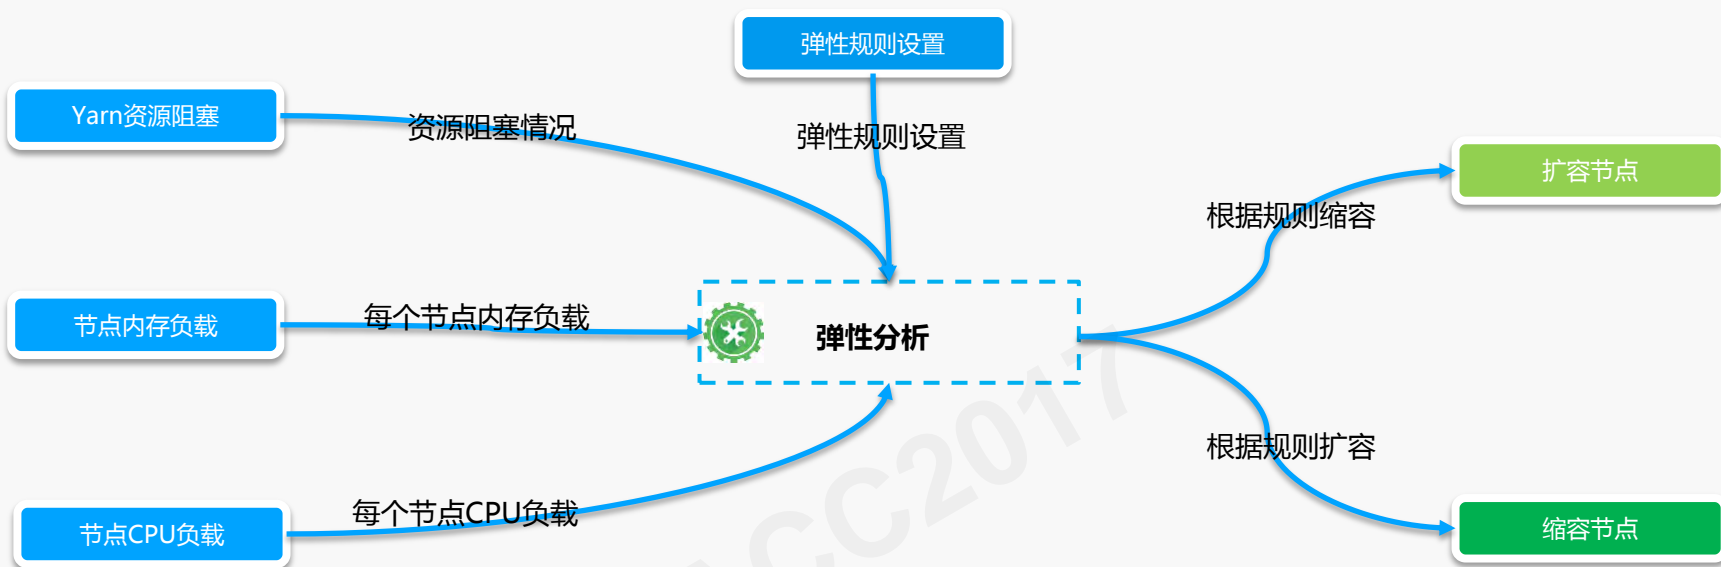 弹性规则设置
Yarn资源阻塞
资源阻塞情况
弹性规则设置
扩容节点
根据规则缩容
节点内存负载
每个节点内存负载
弹性分析
根据规则扩容
节点CPU负载
每个节点CPU负载
缩容节点
ACC2017